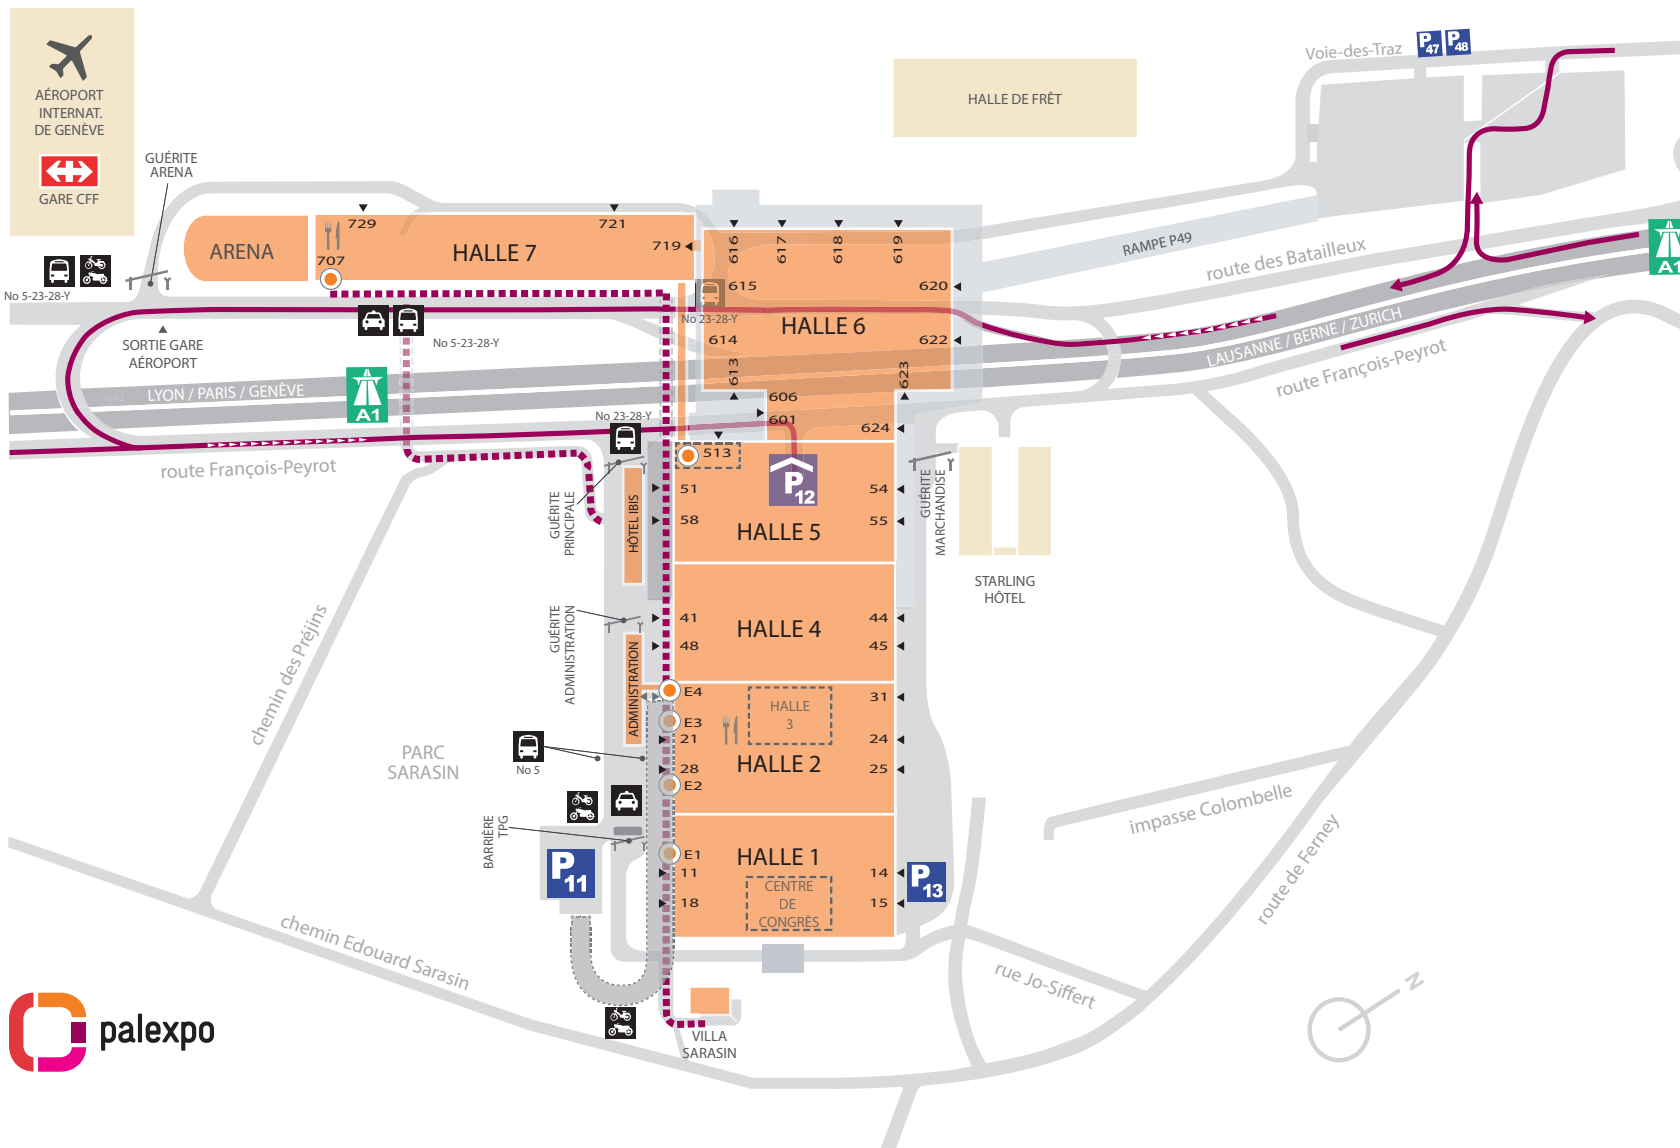 AÉROPORT
INTERNAT.
DE GENÈVE
GARE CFF
GUÉRITE
ARENA
No 5-23-28-Y
SORTIE GARE
AÉROPORT
ARENA
729
707
HALLE 7
721
719
No 5-23-28-Y
LYON / PARIS / GENÈVE
A1
route François-Peyrot
HALLE DE FRÊT
Voie-des-Traz
P
47
P
48
RAMPE P49
route des Batailleux
A1
LAUSANNE / BERNE / ZURICH
route François-Peyrot
616
617
618
619
615
620
No 23-28-Y
HALLE 6
614
622
613
623
606
601
624
No 23-28-Y
513
P
12
51
54
58
55
HALLE 5
GUÉRITE
PRINCIPALE
HÔTEL IBIS
GUÉRITE
MARCHANDISE
STARLING
HÔTEL
41
44
HALLE 4
48
45
GUÉRITE
ADMINISTRATION
ADMINISTRATION
E4
31
HALLE
3
E3
21
24
HALLE 2
28
25
E2
No 5
PARC
SARASIN
chemin des Préjins
BARRIÈRE
TPG
P
11
E1
HALLE 1
11
14
P
13
CENTRE
DE
CONGRÈS
18
15
impasse Colombelle
route de Ferney
rue Jo-Siffert
chemin Edouard Sarasin
VILLA
SARASIN
N
palexpo